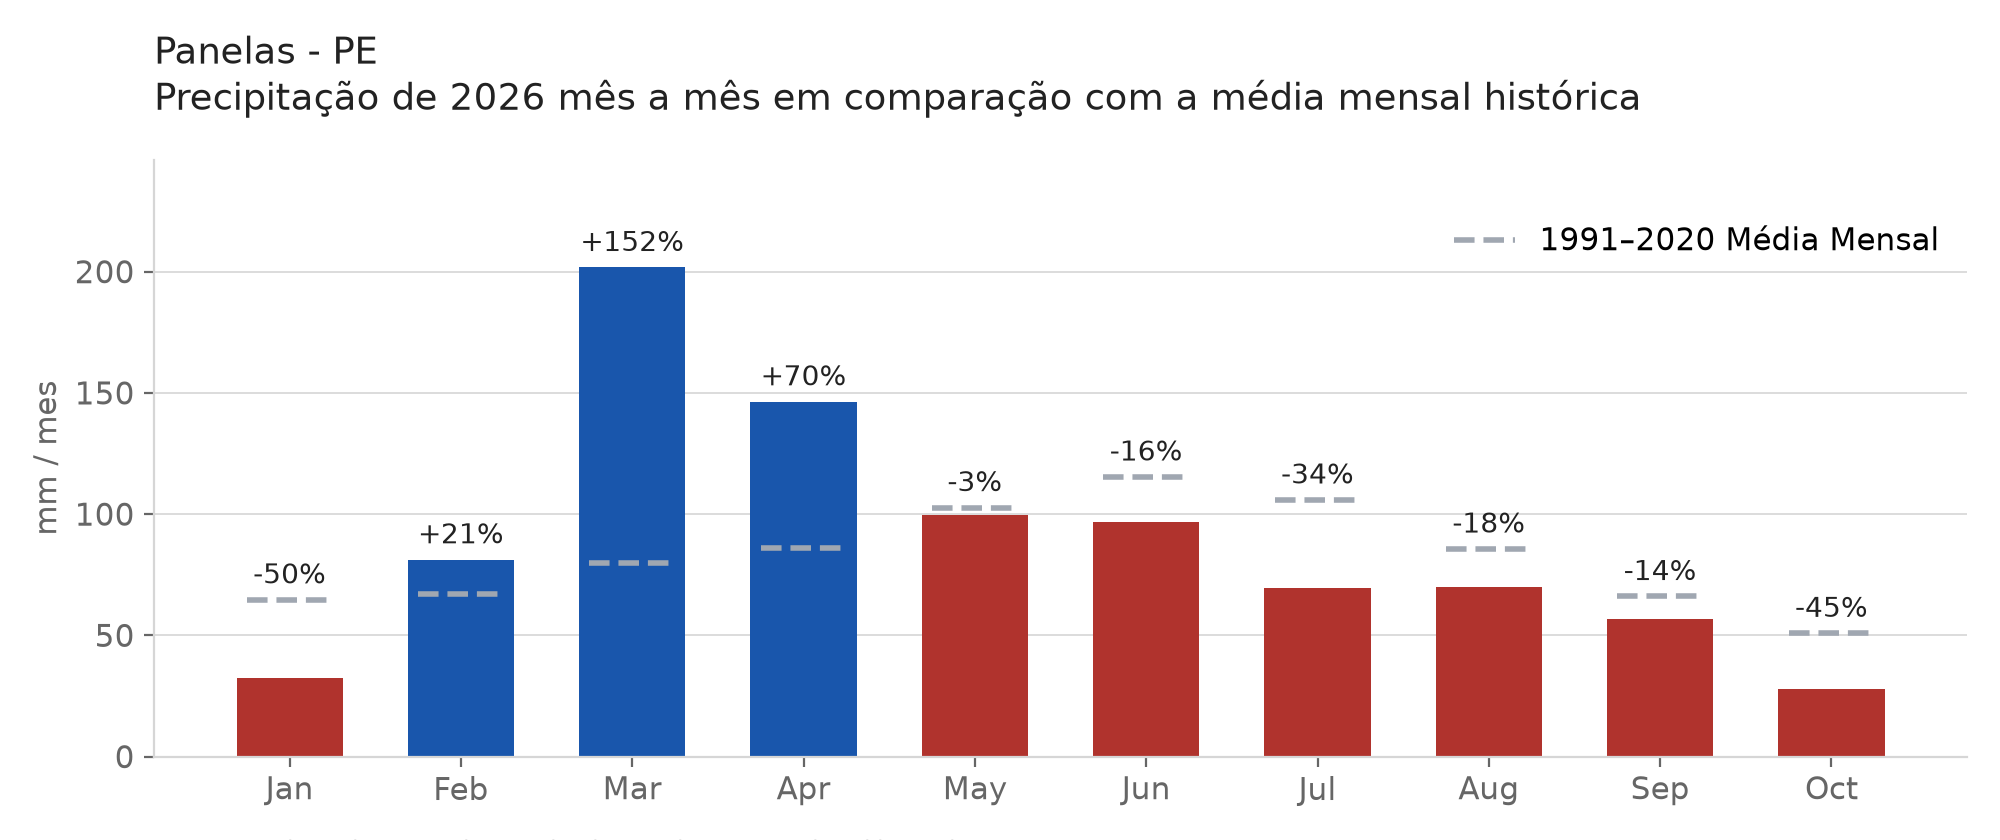 Panelas - PE
Precipitação de 2026 mês a mês em comparação com a média mensal histórica
1991–2020 Média Mensal
mm / mes
200
150
100
50
0
-50%
+21%
+152%
+70%
-3%
-16%
-34%
-18%
-14%
-45%
Jan
Feb
Mar
Apr
May
Jun
Jul
Aug
Sep
Oct